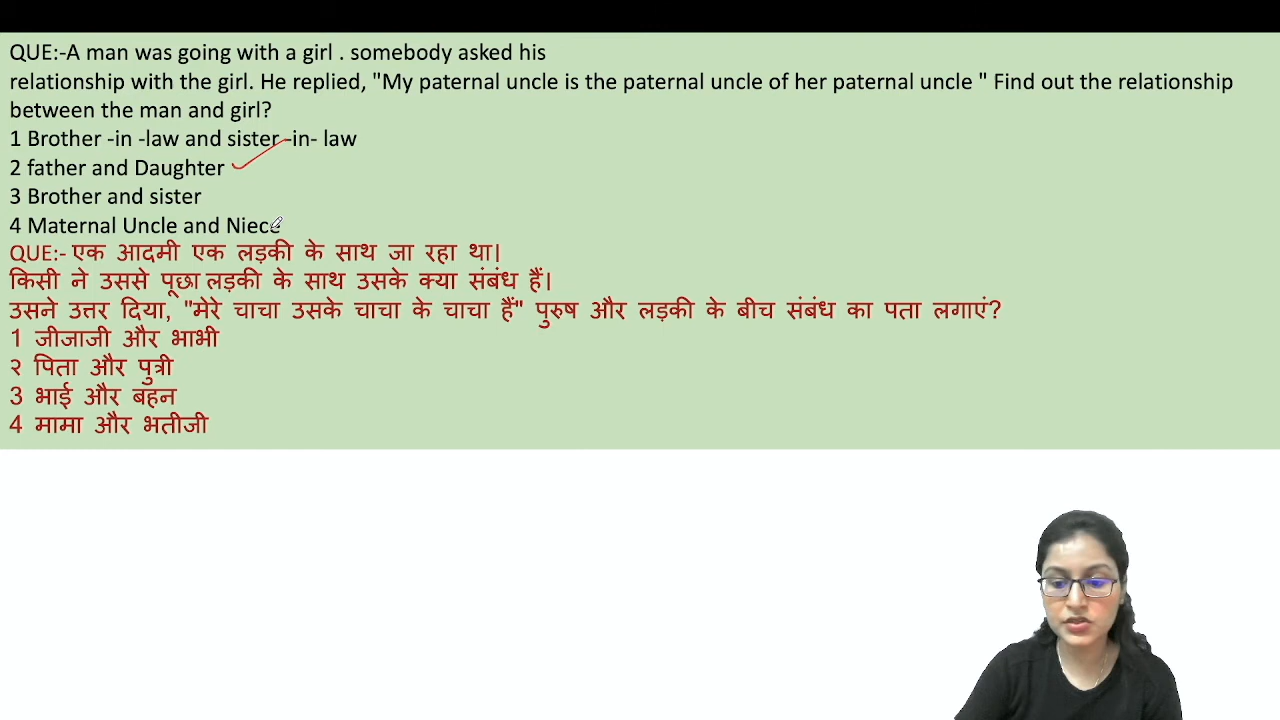 QUE:-A man was going with a girl . somebody asked his
relationship with the girl. He replied, "My paternal uncle is the paternal uncle of her paternal uncle " Find out the relationship
between the man and girl?
1 Brother -in -law and sister -in- law
2 father and Daughter
3 Brother and sister
4 Maternal Uncle and Niece
QUE:- एक आदमी एक लड़की के साथ जा रहा था।
किसी ने उससे पूछा लड़की के साथ उसके क्या संबंध हैं।
उसने उत्तर दिया, "मेरे चाचा उसके चाचा के चाचा हैं" पुरुष और लड़की के बीच संबंध का पता लगाएं?
1 जीजाजी और भाभी
२ पिता और पुत्री
3 भाई और बहन
4 मामा और भतीजी